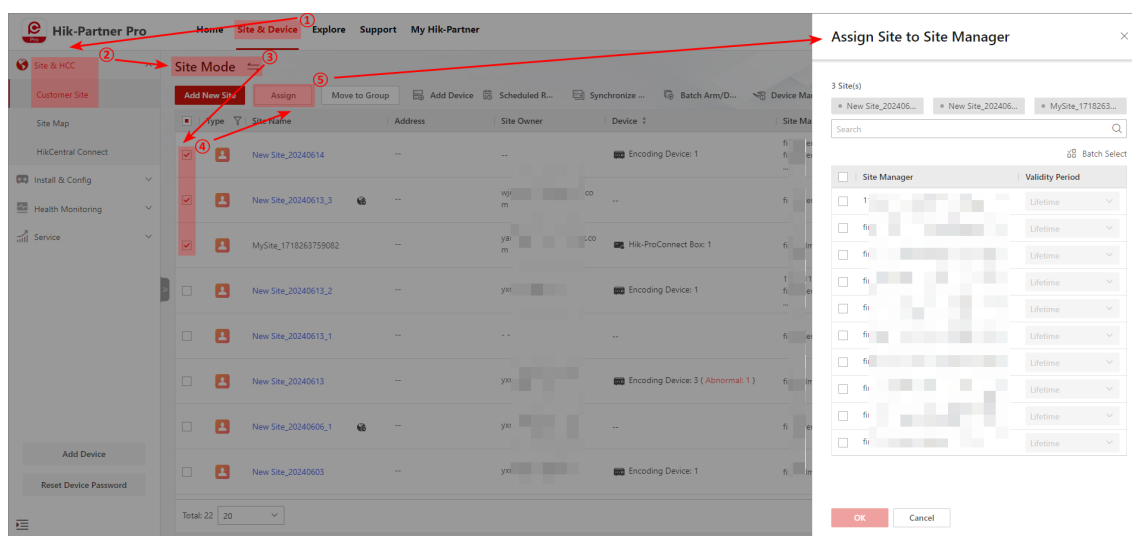 Hik-Partner Pro
Pro
Home Site & Device Explore Support My Hik-Partner
①
②
③
④
⑤
Site & HCC
Customer Site
Site Map
HikCentral Connect
Install & Config
Health Monitoring
Service
Add Device
Reset Device Password
Site Mode
Add New Site Assign Move to Group Add Device Scheduled R... Synchronize ... Batch Arm/D... Device Mar
Type Site Name Address Site Owner Device Site Ma
New Site_20240614 -- -- Encoding Device: 1
...
New Site_20240613_3 -- co --
m
MySite_1718263759082 -- .co Hik-ProConnect Box: 1
m
New Site_20240613_2 -- Encoding Device: 1
...
New Site_20240613_1 -- -- --
New Site_20240613 -- Encoding Device: 3 ( Abnormal: 1 )
New Site_20240606_1 -- --
New Site_20240603 -- Encoding Device: 1
Total: 22 20
Assign Site to Site Manager
3 Site(s)
New Site_202406... New Site_202406... MySite_1718263...
Search
Batch Select
Site Manager Validity Period
Lifetime
Lifetime
Lifetime
Lifetime
Lifetime
Lifetime
Lifetime
Lifetime
Lifetime
Lifetime
OK Cancel